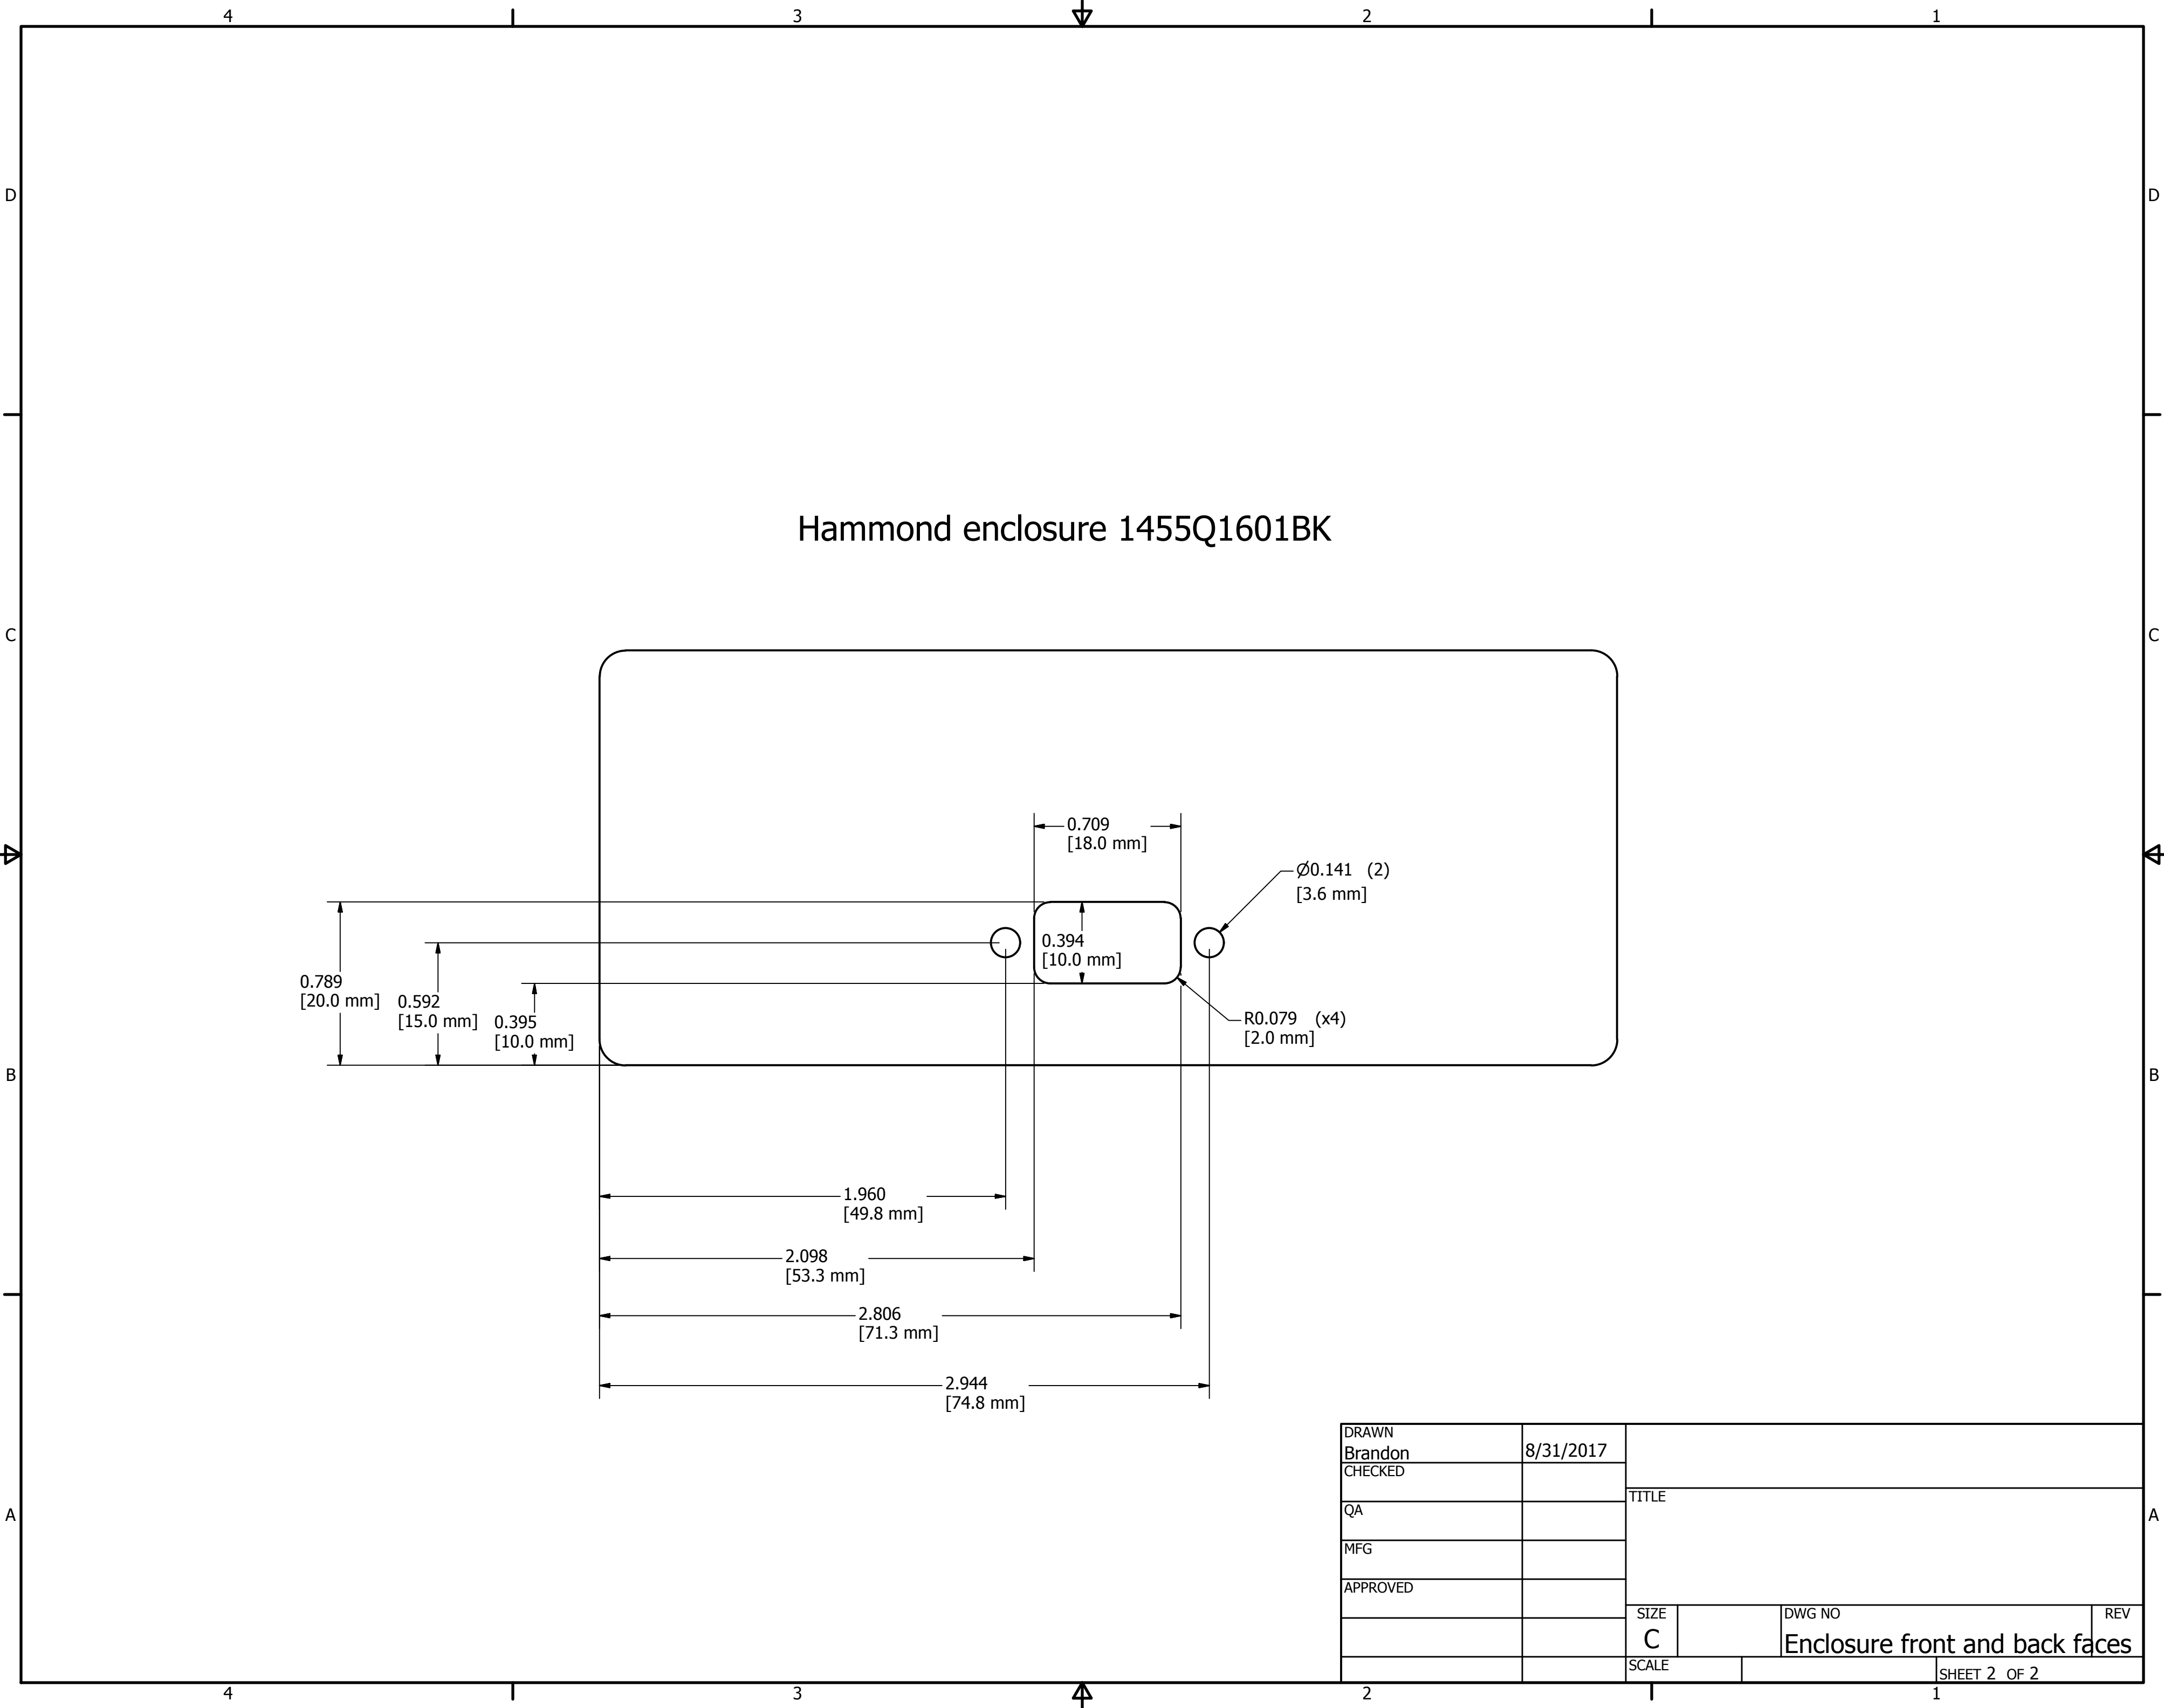 4 3 2 1
D D
Hammond enclosure 1455Q1601BK
C C
0.709
[18.0 mm]
Ø0.141 (2)
[3.6 mm]
0.394
[10.0 mm]
0.789
[20.0 mm]
0.592
[15.0 mm]
0.395
[10.0 mm]
R0.079 (x4)
[2.0 mm]
B B
1.960
[49.8 mm]
2.098
[53.3 mm]
2.806
[71.3 mm]
2.944
[74.8 mm]
DRAWN
Brandon 8/31/2017
CHECKED
TITLE
QA
A A
MFG
APPROVED
SIZE DWG NO REV
C Enclosure front and back faces
SCALE
SHEET 2 OF 2
4 3 2 1